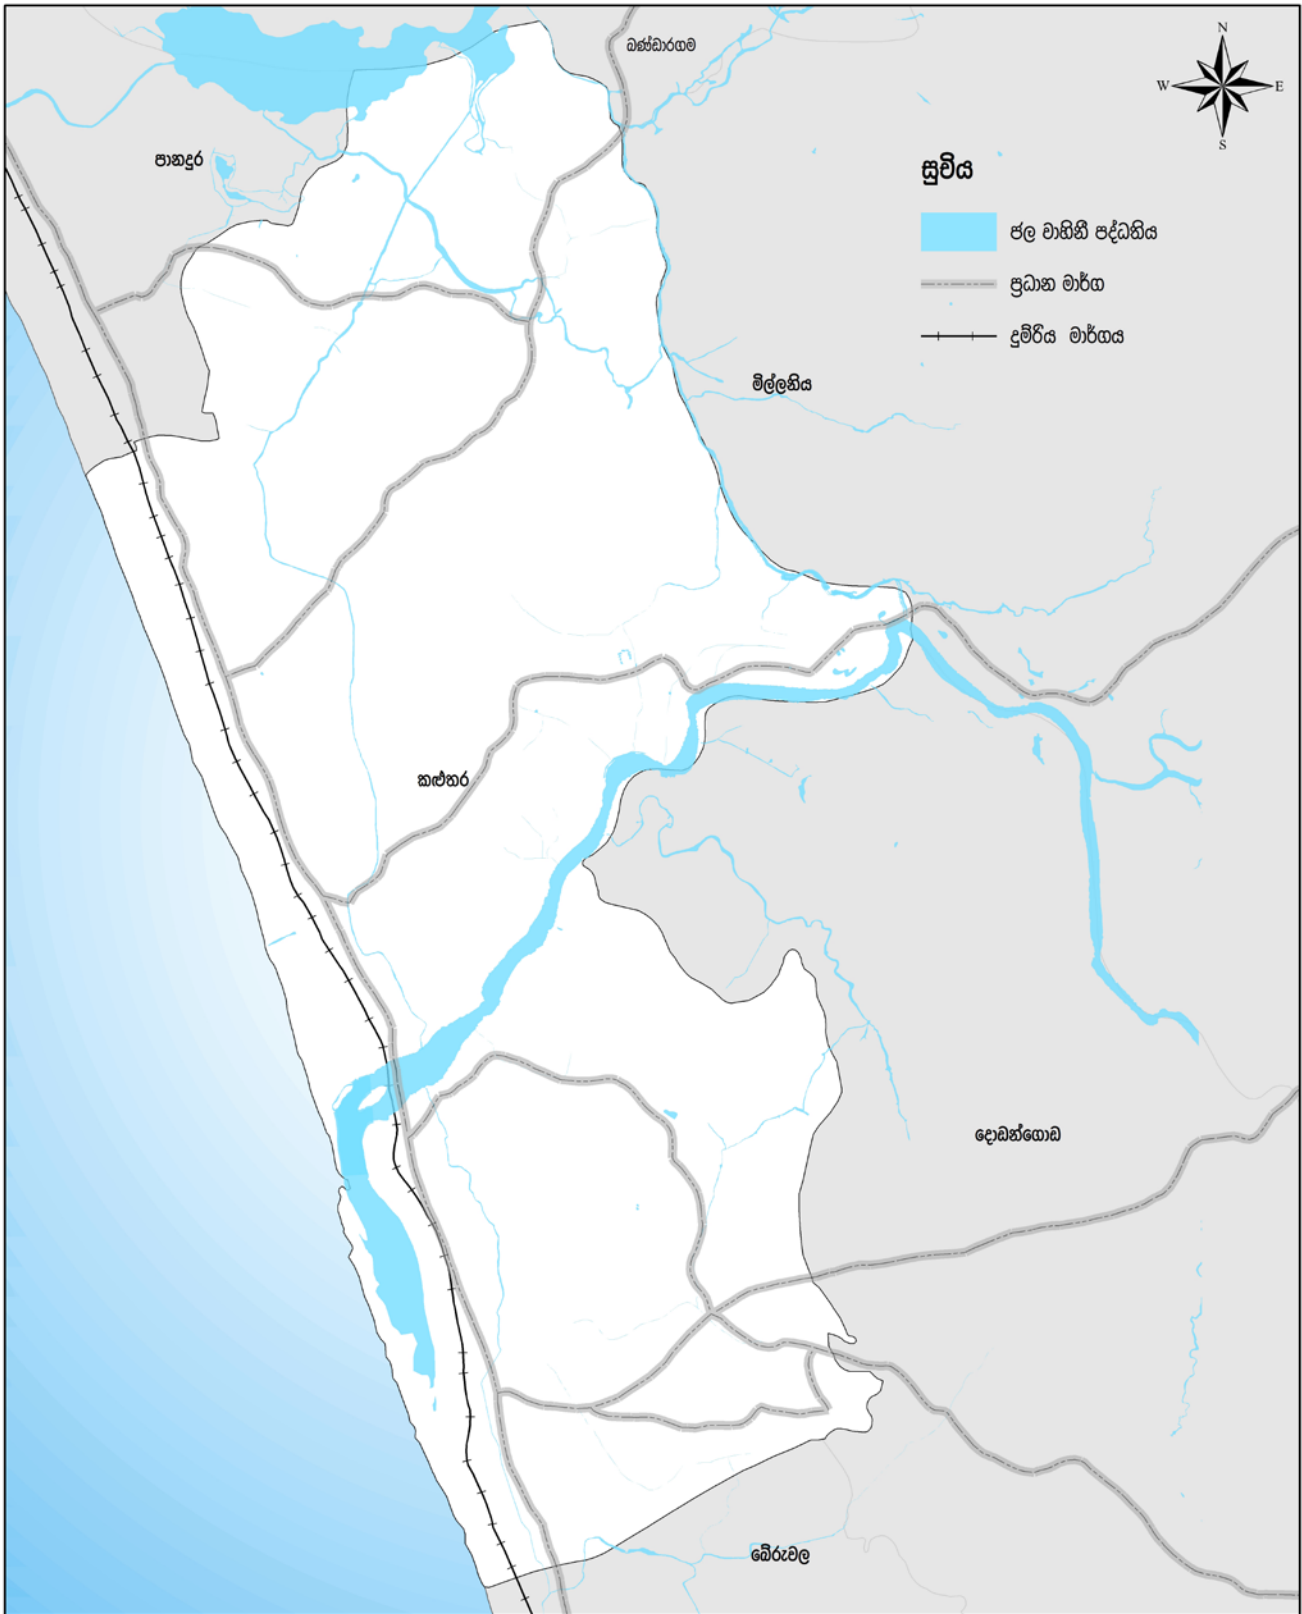 බණ්ඩාරගම
N
W
E
S
පානදුර
සුචිය
ජල වාහිනී පද්ධතිය
ප්‍රධාන මාර්ග
දුම්රිය මාර්ගය
මිල්ලනිය
කළුතර
දොඩන්ගොඩ
බේරුවල